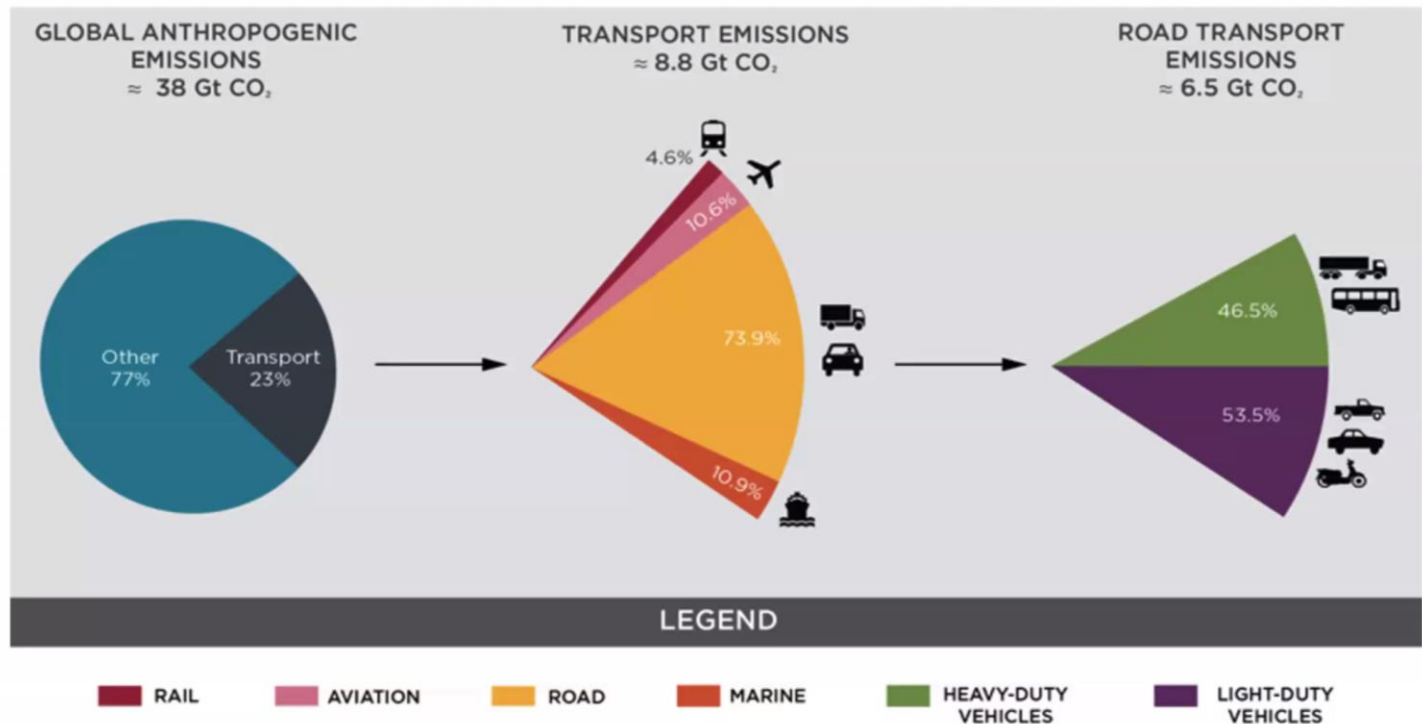 GLOBAL ANTHROPOGENIC
EMISSIONS
≈ 38 Gt CO₂
TRANSPORT EMISSIONS
≈ 8.8 Gt CO₂
ROAD TRANSPORT
EMISSIONS
≈ 6.5 Gt CO₂
Other
77%
Transport
23%
4.6%
10.6%
73.9%
10.9%
46.5%
53.5%
LEGEND
RAIL
AVIATION
ROAD
MARINE
HEAVY-DUTY
VEHICLES
LIGHT-DUTY
VEHICLES